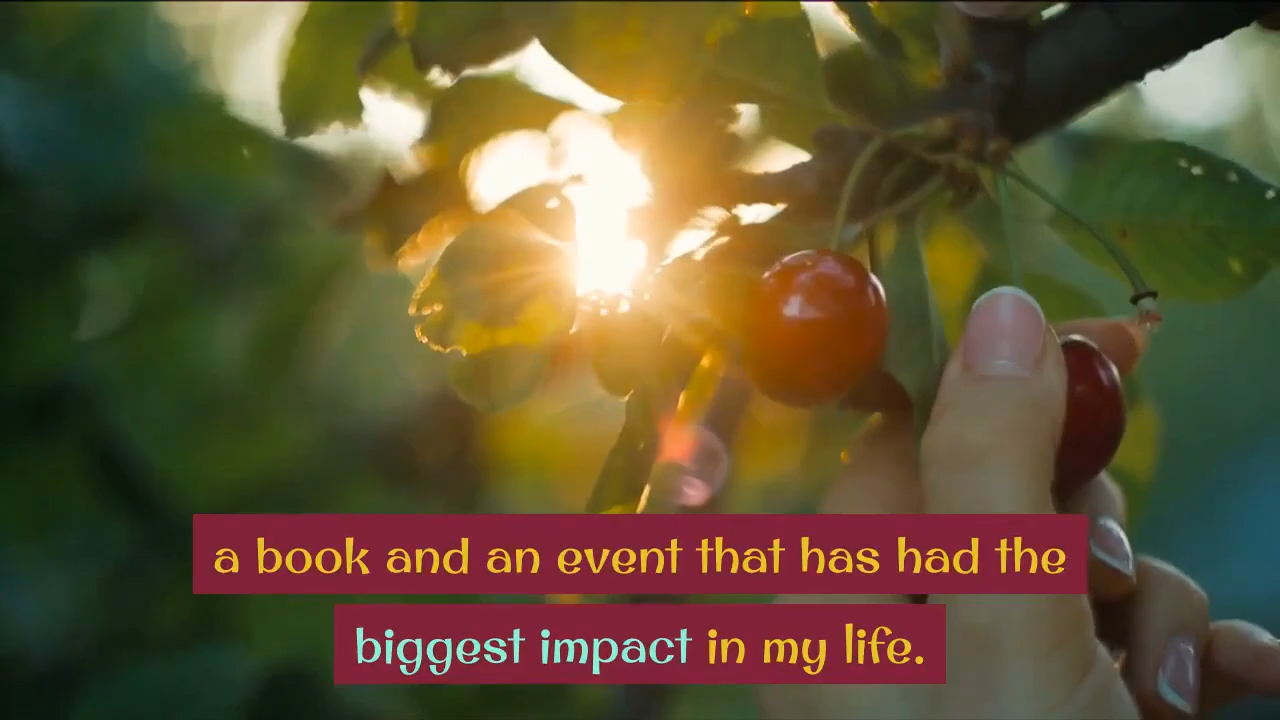 a book and an event that has had the
biggest impact in my life.